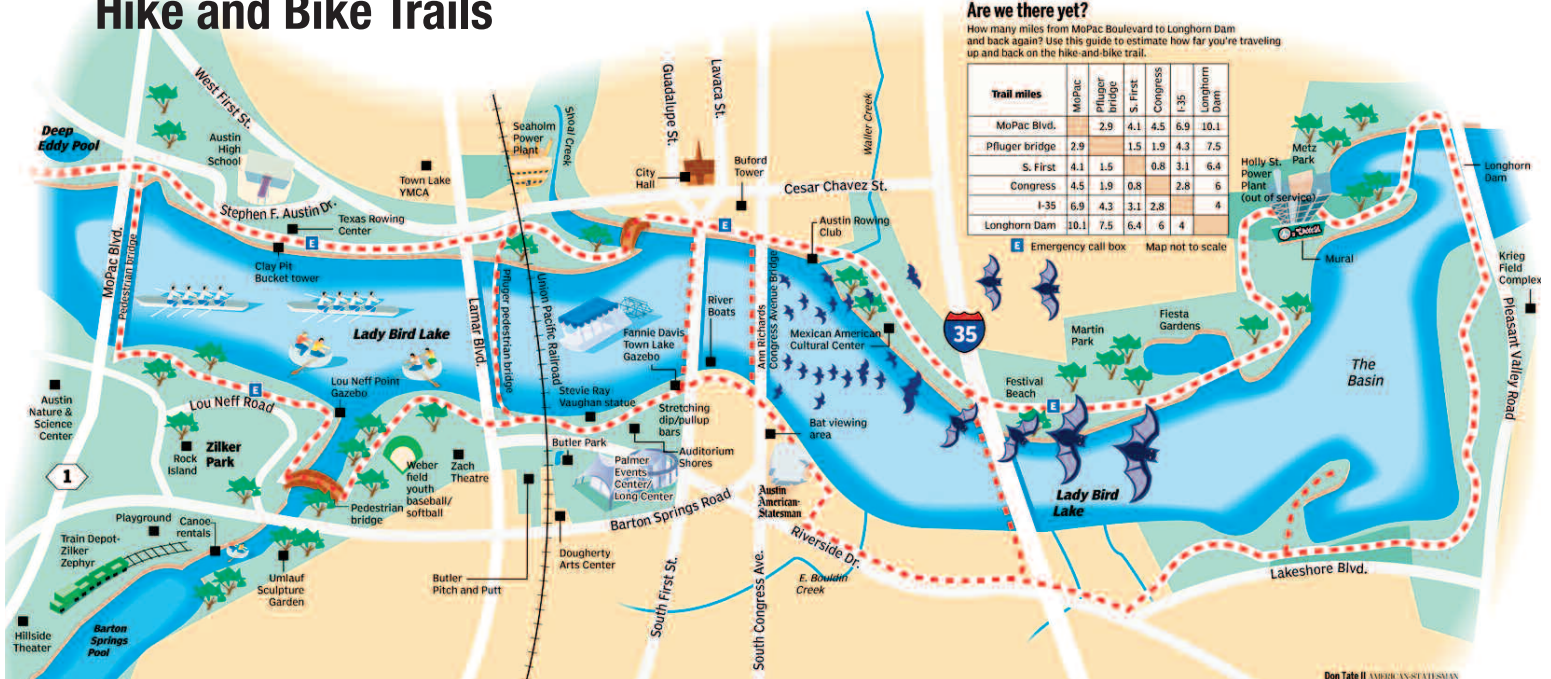 Hike and Bike Trails
Are we there yet?
How many miles from MoPac Boulevard to Longhorn Dam
and back again? Use this guide to estimate how far you're traveling
up and back on the hike-and-bike trail.
Trail miles MoPac Pfluger bridge S. First Congress I-35 Longhorn Dam
MoPac Blvd. 2.9 4.1 4.5 6.9 10.1
Pfluger bridge 2.9 1.5 1.9 4.3 7.5
S. First 4.1 1.5 0.8 3.1 6.4
Congress 4.5 1.9 0.8 2.8 6
I-35 6.9 4.3 3.1 2.8 4
Longhorn Dam 10.1 7.5 6.4 6 4
E Emergency call box Map not to scale
Deep
Eddy Pool
West First St.
Austin
High
School
Town Lake
YMCA
Stephen F. Austin Dr.
Texas Rowing
Center
E
Clay Pit
Bucket tower
Seaholm
Power
Plant
Shoal Creek
Guadalupe St.
Lavaca St.
City
Hall
Buford
Tower
E
Cesar Chavez St.
Waller Creek
Austin Rowing
Club
Holly St.
Power
Plant
(out of service)
Metz
Park
Longhorn
Dam
Mural
Krieg
Field
Complex
Pleasant Valley Road
MoPac Blvd.
Pedestrian bridge
Lady Bird Lake
Lamar Blvd.
Pfluger pedestrian bridge
Union Pacific Railroad
Fannie Davis
Town Lake
Gazebo
River
Boats
Ann Richards
Congress Avenue Bridge
Mexican American
Cultural Center
35
Martin
Park
Fiesta
Gardens
The
Basin
Festival
Beach
E
Austin
Nature &
Science
Center
E
Lou Neff Road
Lou Neff Point
Gazebo
Stevie Ray
Vaughan statue
Stretching
dip/pullup
bars
Bat viewing
area
Rock
Island
Zilker
Park
1
Weber
field
youth
baseball/
softball
Zach
Theatre
Butler Park
Palmer
Events
Center/
Long Center
Auditorium
Shores
Austin
American-
Statesman
Lady Bird
Lake
Pedestrian
bridge
Barton Springs Road
Riverside Dr.
Playground
Canoe
rentals
Train Depot-
Zilker
Zephyr
Umlauf
Sculpture
Garden
Butler
Pitch and Putt
Dougherty
Arts Center
South First St.
South Congress Ave.
E. Bouldin
Creek
Lakeshore Blvd.
Hillside
Theater
Barton
Springs
Pool
Don Tate II AMERICAN-STATESMAN